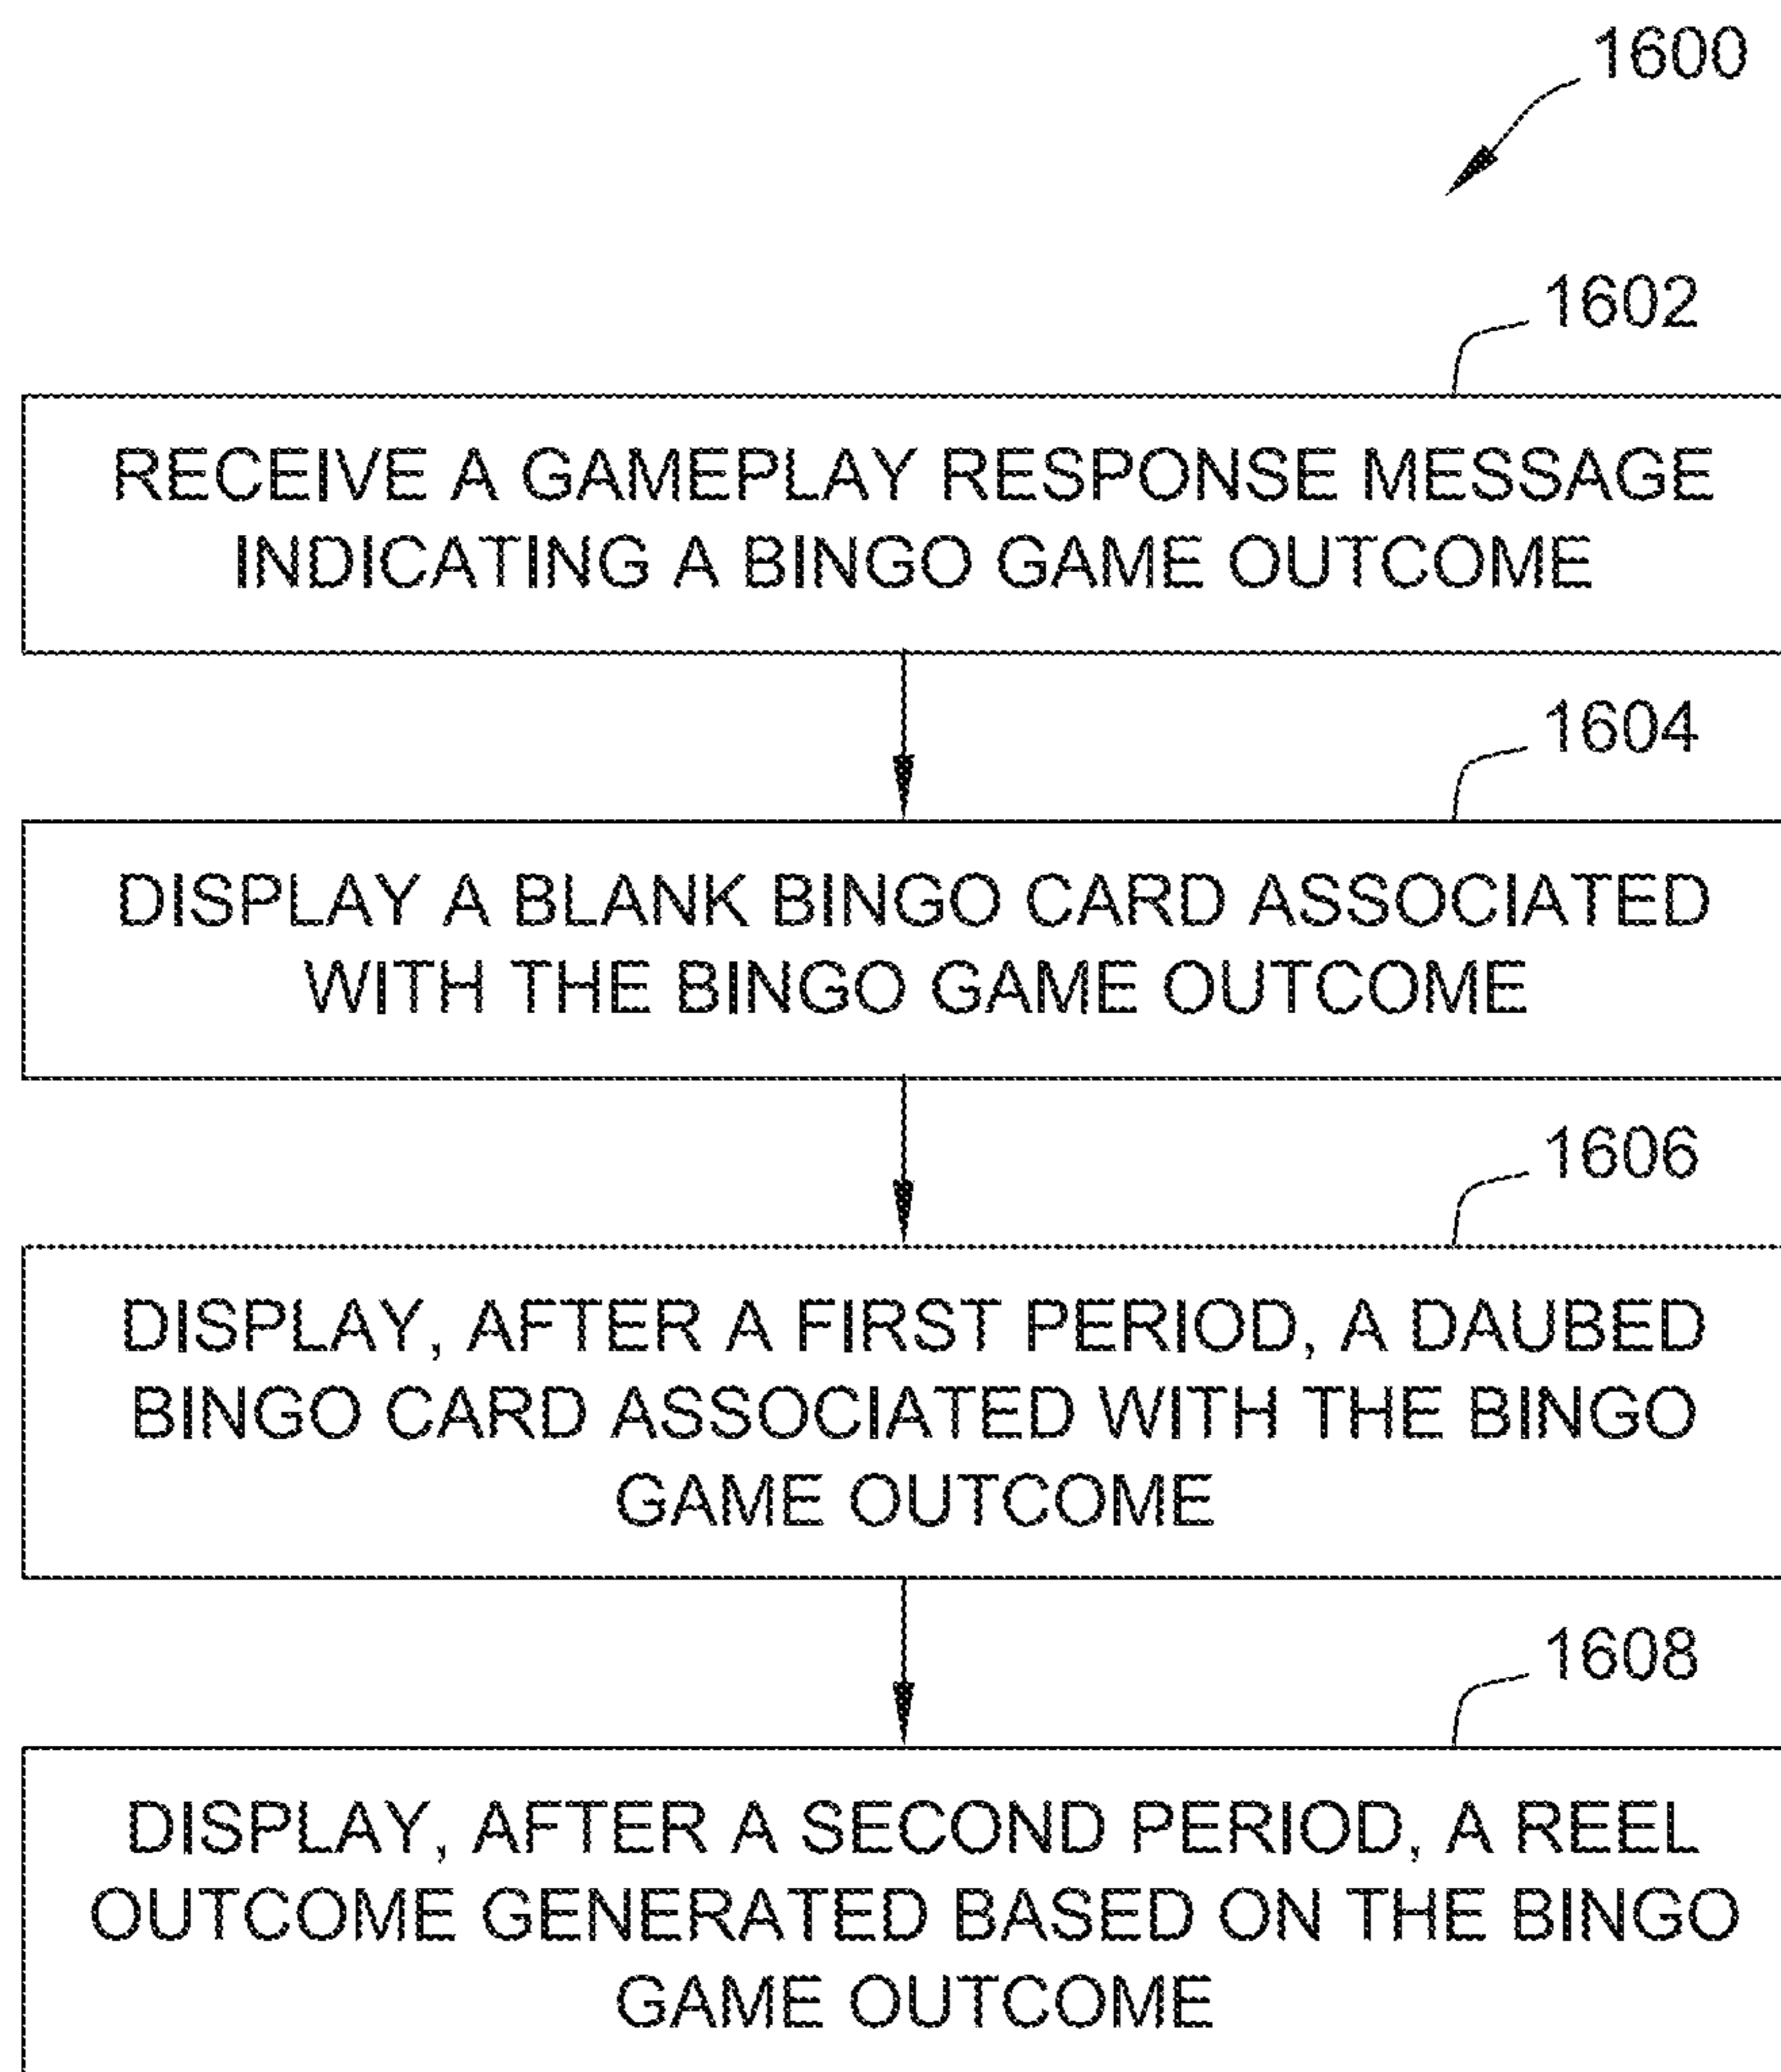 1600
1602
RECEIVE A GAMEPLAY RESPONSE MESSAGE
INDICATING A BINGO GAME OUTCOME
1604
DISPLAY A BLANK BINGO CARD ASSOCIATED
WITH THE BINGO GAME OUTCOME
1606
DISPLAY, AFTER A FIRST PERIOD, A DAUBED
BINGO CARD ASSOCIATED WITH THE BINGO
GAME OUTCOME
1608
DISPLAY, AFTER A SECOND PERIOD, A REEL
OUTCOME GENERATED BASED ON THE BINGO
GAME OUTCOME